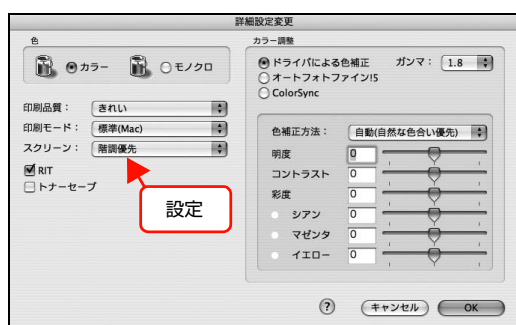 詳細設定変更
色
カラー
モノクロ
印刷品質： きれい
印刷モード： 標準(Mac)
スクリーン： 階調優先
RIT
トナーセーブ
設定
カラー調整
ドライバによる色補正 ガンマ： 1.8
オートフォトファイン!5
ColorSync
色補正方法： 自動(自然な色合い優先)
明度 0
コントラスト 0
彩度 0
シアン 0
マゼンタ 0
イエロー 0
? キャンセル OK